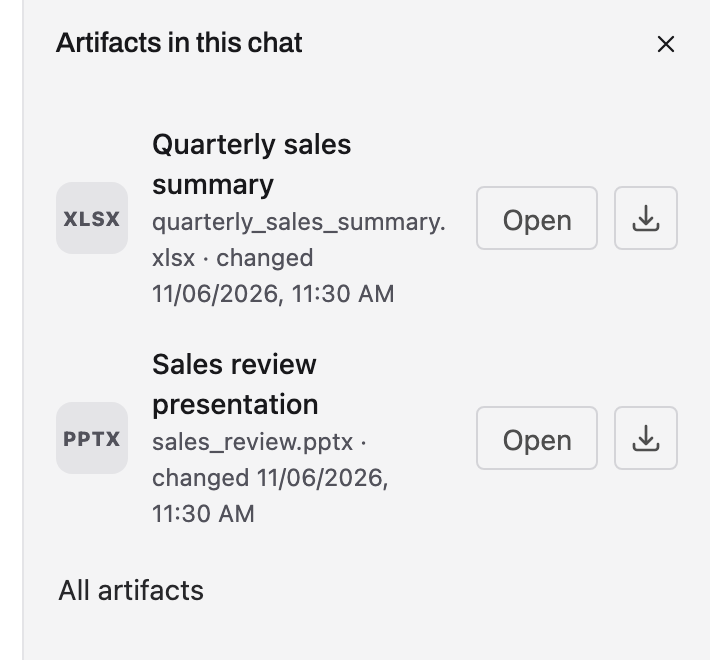 Artifacts in this chat
Quarterly sales
summary
XLSX
quarterly_sales_summary.
xlsx · changed
11/06/2026, 11:30 AM
Open
Sales review
presentation
PPTX
sales_review.pptx ·
changed 11/06/2026,
11:30 AM
Open
All artifacts